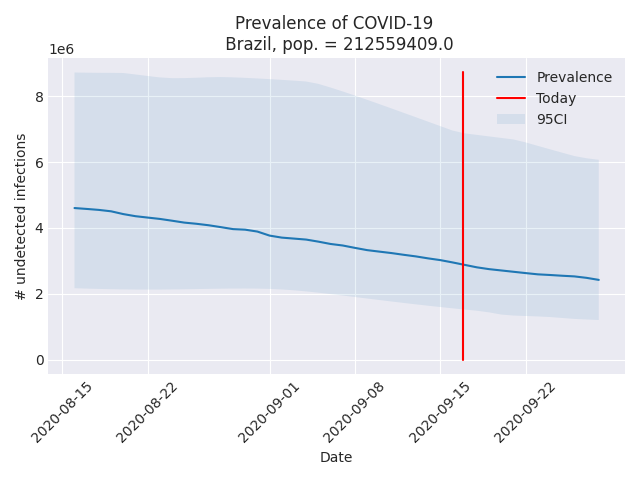 Prevalence of COVID-19
Brazil, pop. = 212559409.0
1e6
Prevalence
Today
95CI
8
6
4
2
0
# undetected infections
2020-08-15
2020-08-22
2020-09-01
2020-09-08
2020-09-15
2020-09-22
Date